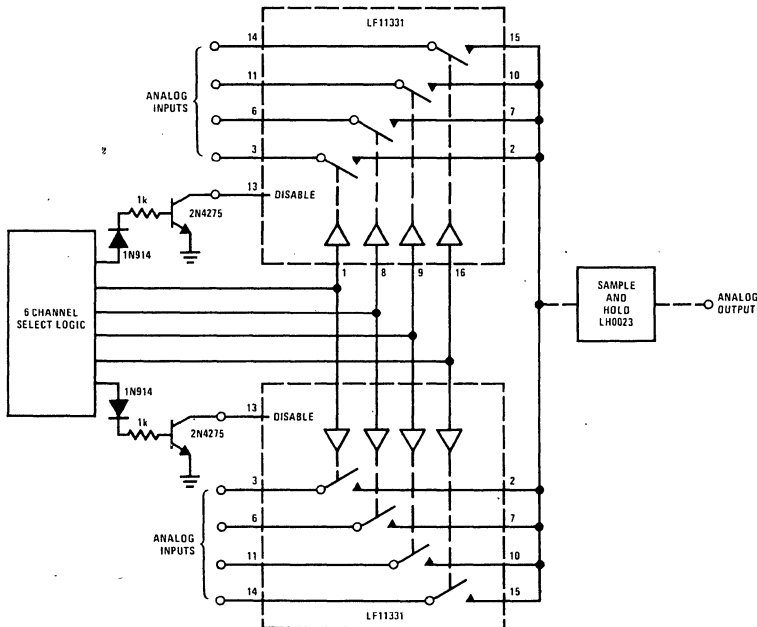 LF11331
14
15
11
10
ANALOG
INPUTS
6
7
3
2
13
DISABLE
1k
2N4275
1N914
1
8
9
16
6 CHANNEL
SELECT LOGIC
SAMPLE
AND
HOLD
LH0023
ANALOG
OUTPUT
1N914
1k
2N4275
13
DISABLE
3
2
6
7
ANALOG
INPUTS
11
10
14
15
LF11331